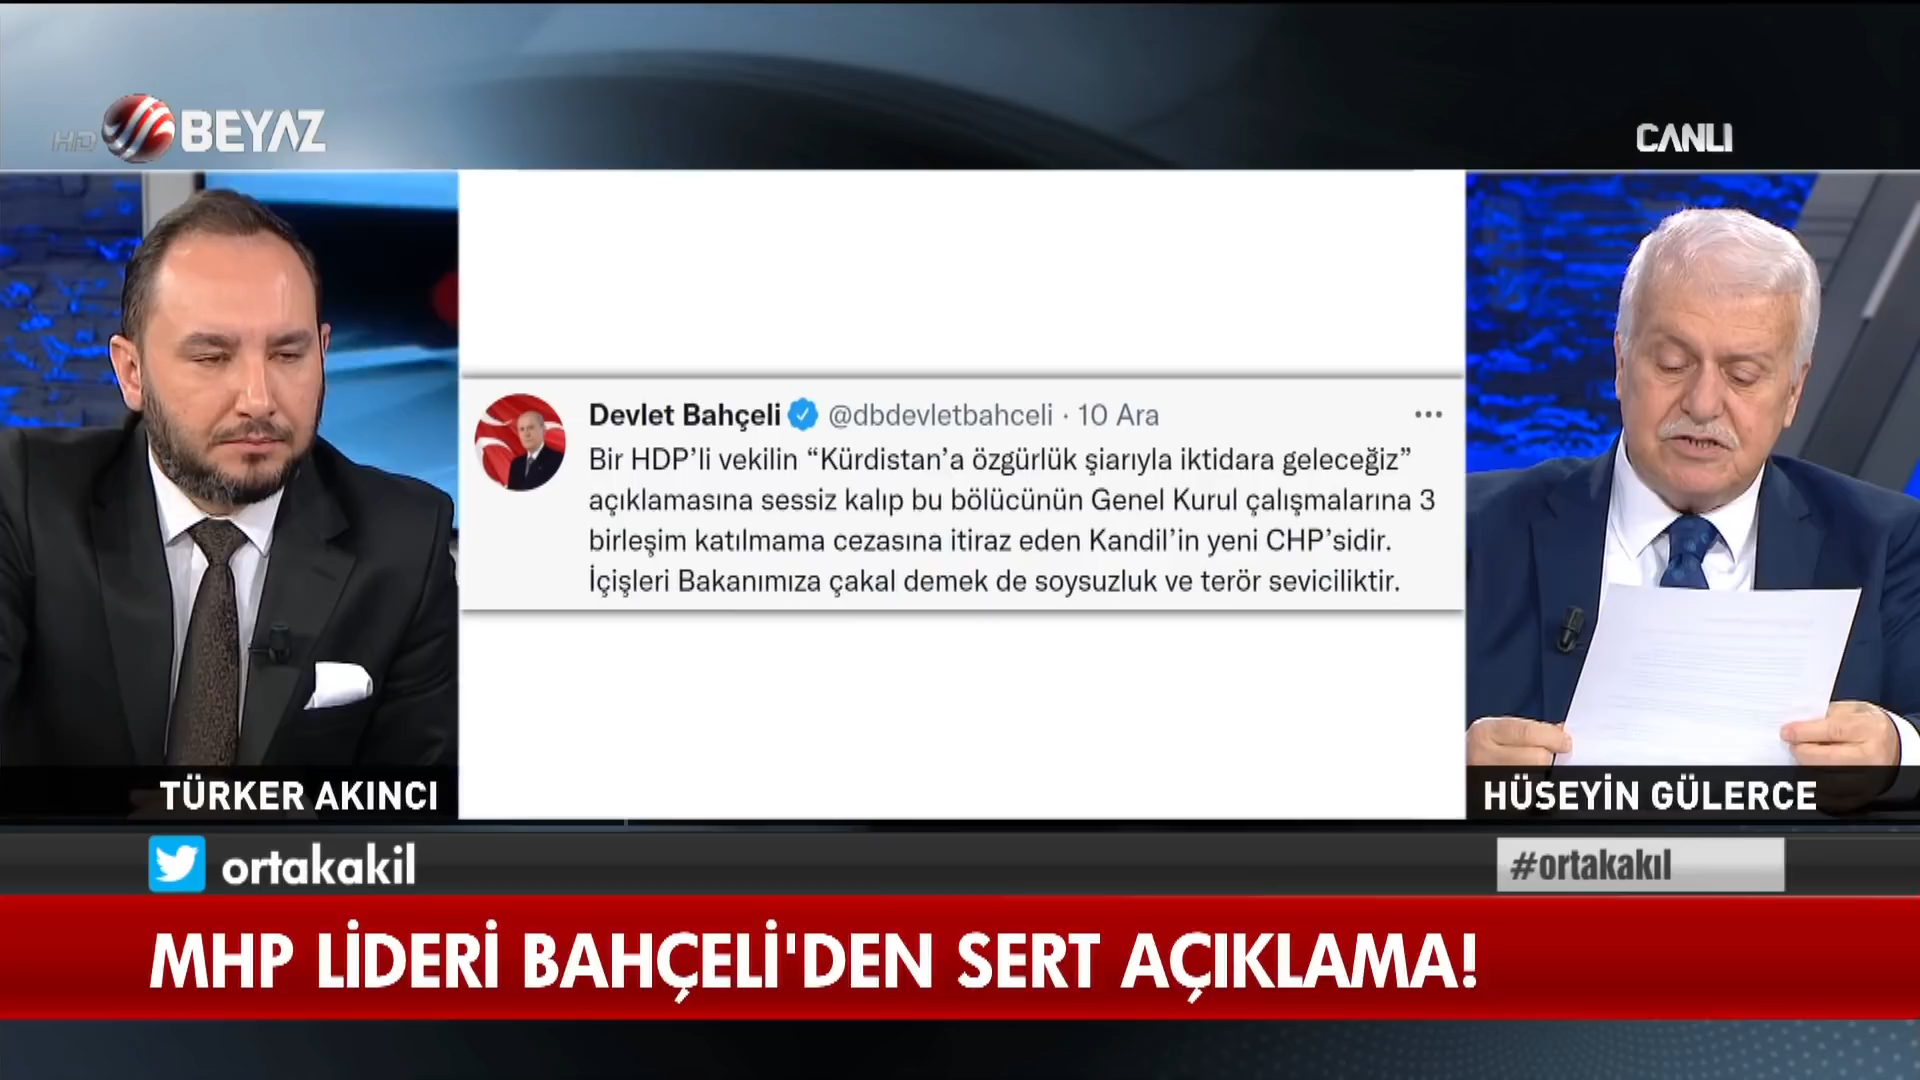 HD BEYAZ
CANLI
Devlet Bahçeli @dbdevletbahceli · 10 Ara
Bir HDP’li vekilin “Kürdistan’a özgürlük şiarıyla iktidara geleceğiz”
açıklamasına sessiz kalıp bu bölücünün Genel Kurul çalışmalarına 3
birleşim katılmama cezasına itiraz eden Kandil’in yeni CHP’sidir.
İçişleri Bakanımıza çakal demek de soysuzluk ve terör seviciliktir.
TÜRKER AKINCI
HÜSEYİN GÜLERCE
ortakakil
#ortakakıl
MHP LİDERİ BAHÇELİ'DEN SERT AÇIKLAMA!